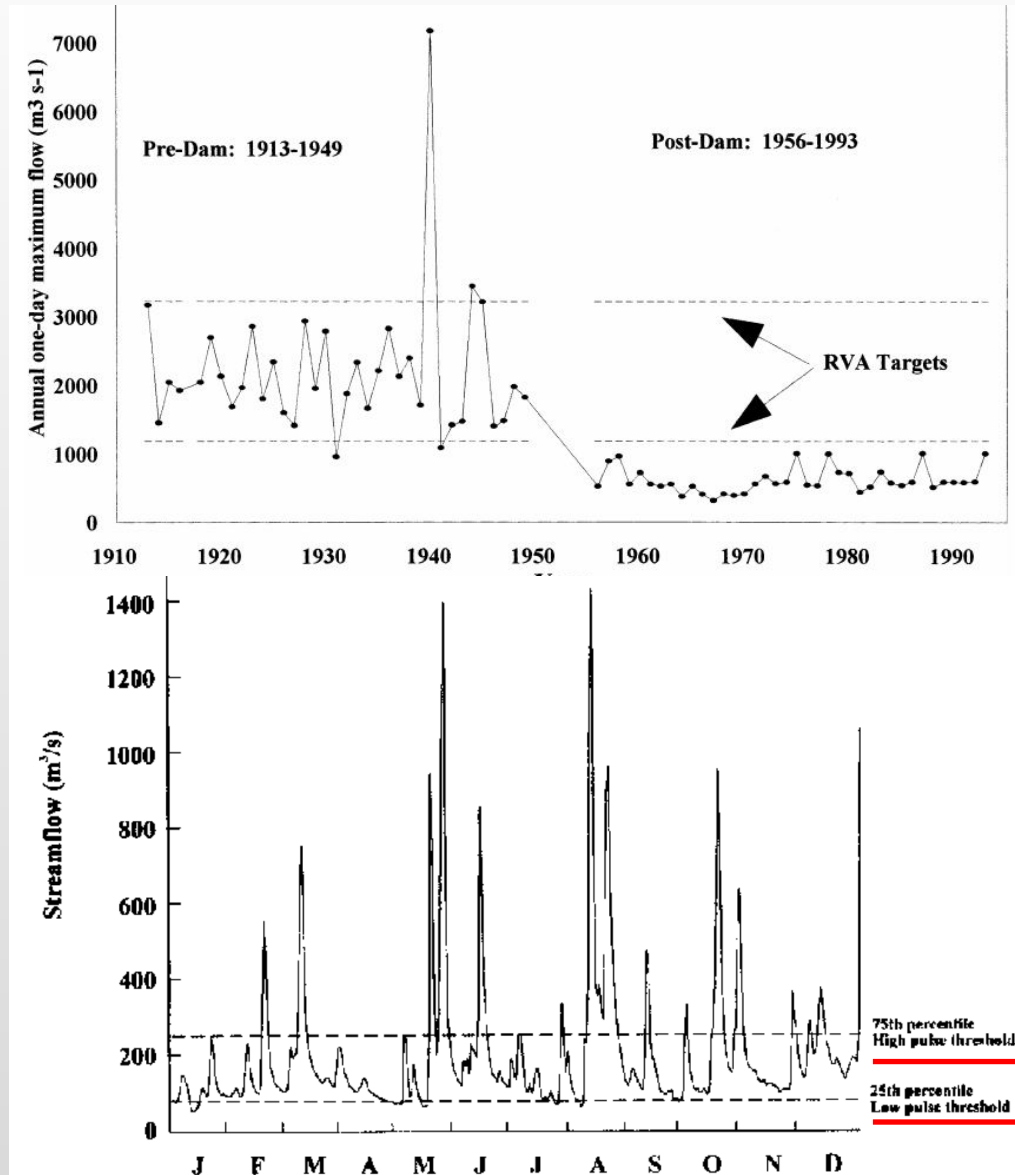 Annual one-day maximum flow (m3 s-1)
7000
6000
5000
4000
3000
2000
1000
0
Pre-Dam: 1913-1949
Post-Dam: 1956-1993
RVA Targets
1910 1920 1930 1940 1950 1960 1970 1980 1990
Streamflow (m³/s)
1400
1200
1000
800
600
400
200
0
75th percentile
High pulse threshold
25th percentile
Low pulse threshold
J F M A M J J A S O N D